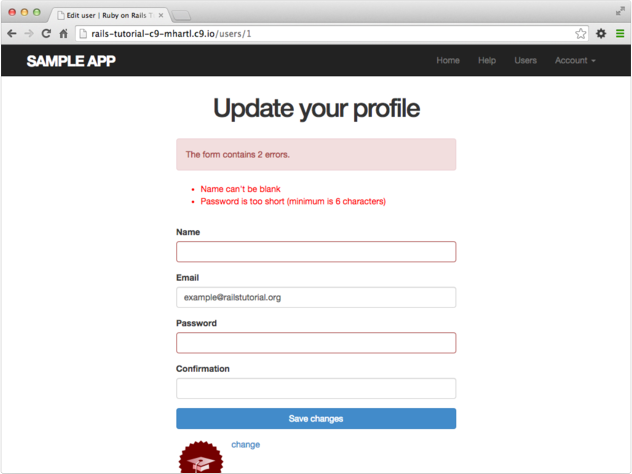 Edit user | Ruby on Rails T
rails-tutorial-c9-mhartl.c9.io/users/1
SAMPLE APP
Home Help Users Account
Update your profile
The form contains 2 errors.
Name can't be blank
Password is too short (minimum is 6 characters)
Name
Email
example@railstutorial.org
Password
Confirmation
Save changes
change